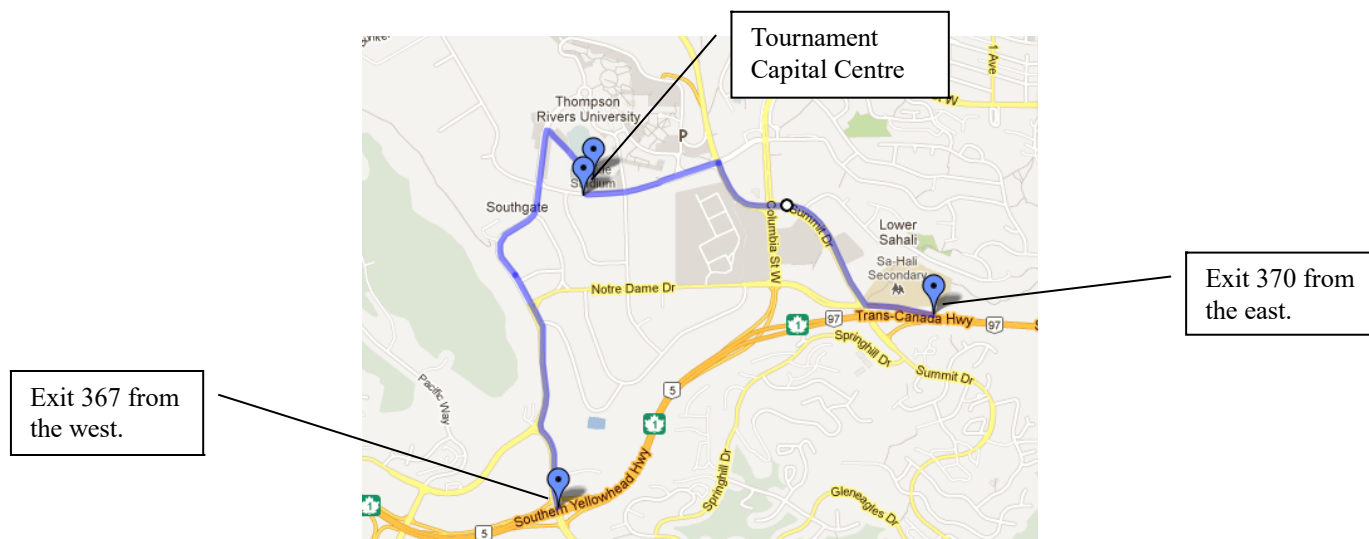 Tournament
Capital Centre
1 Ave
W
Thompson
Rivers University
P
Stadium
Southgate
Columbia St W
Summit Dr
Lower
Sahali
Sa-Hali
Secondary
Exit 370 from
the east.
Notre Dame Dr
Trans-Canada Hwy
1
97
97
Springhill Dr
Summit Dr
5
1
Pacific Way
Exit 367 from
the west.
Springhill Dr
Southern Yellowhead Hwy
Gleneagles Dr
1
5